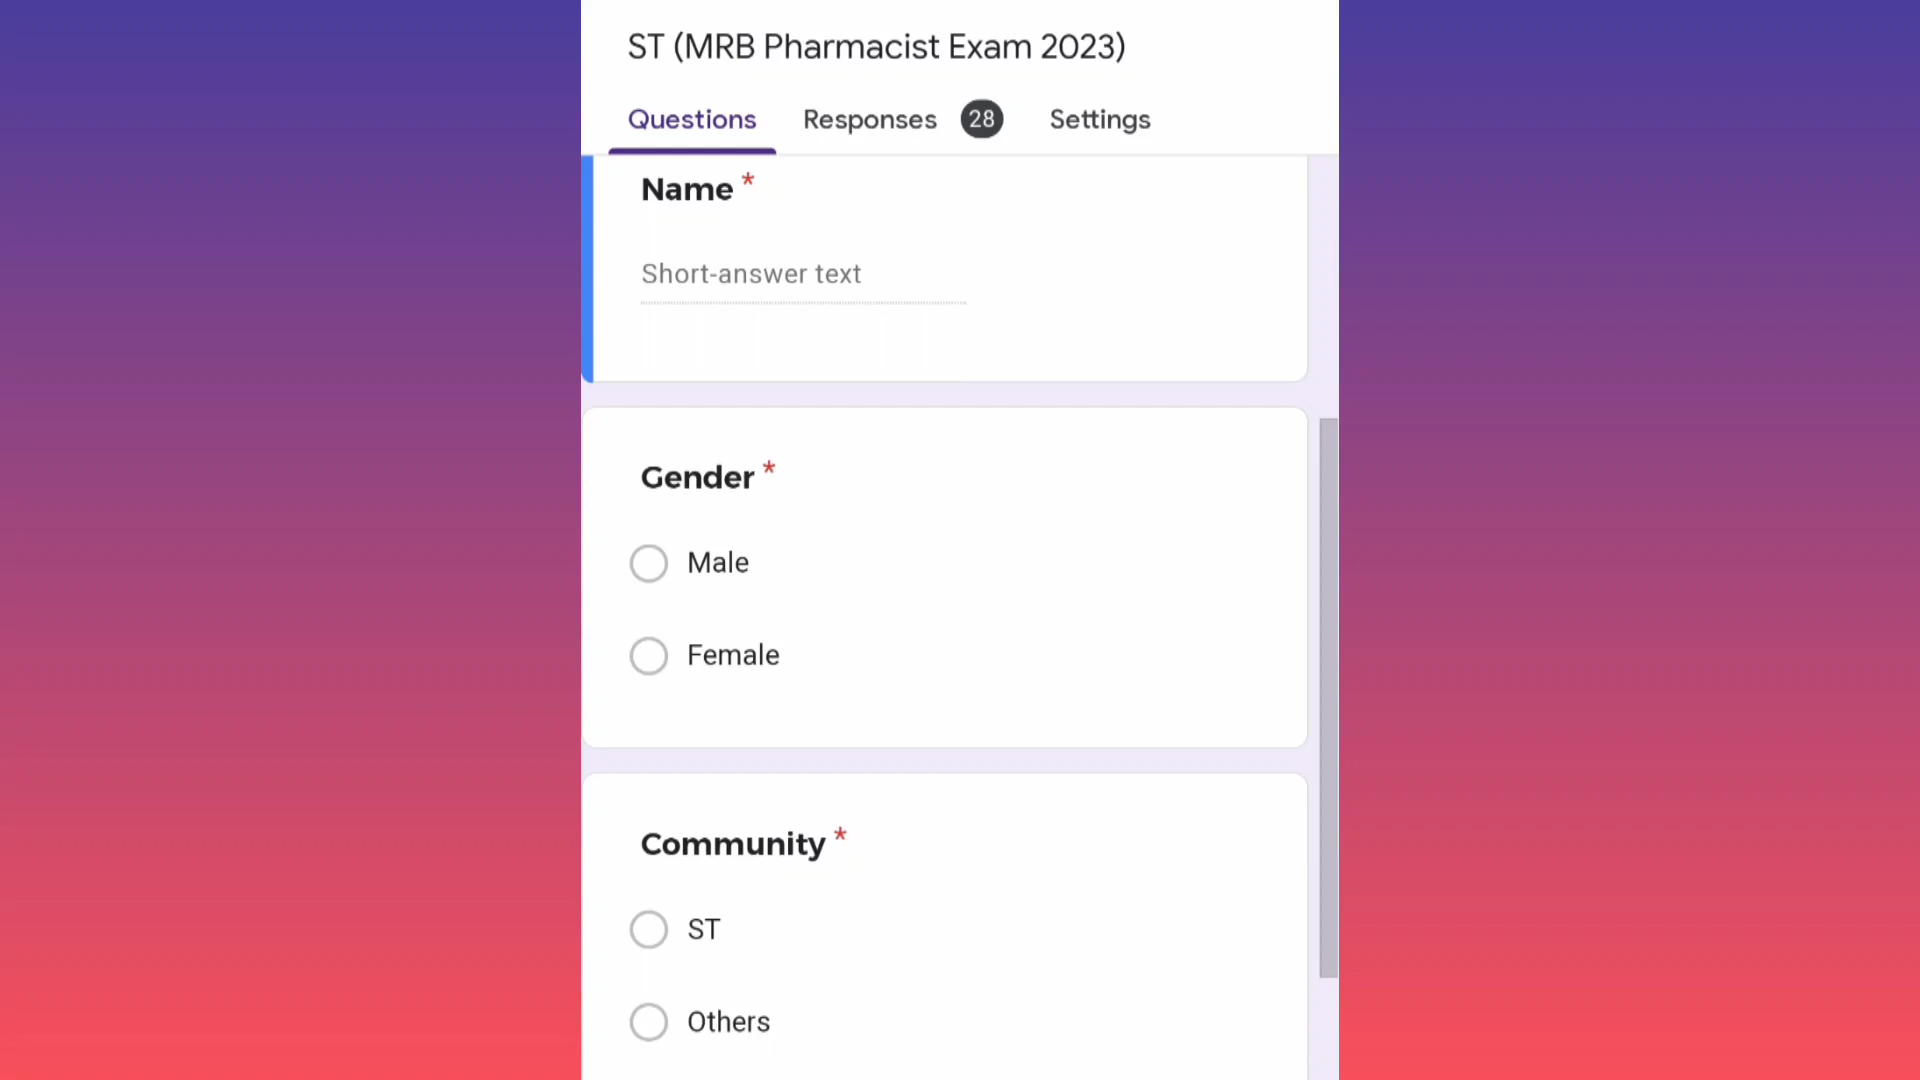 ST (MRB Pharmacist Exam 2023)
Questions Responses 28 Settings
Name *
Short-answer text
Gender *
Male
Female
Community *
ST
Others